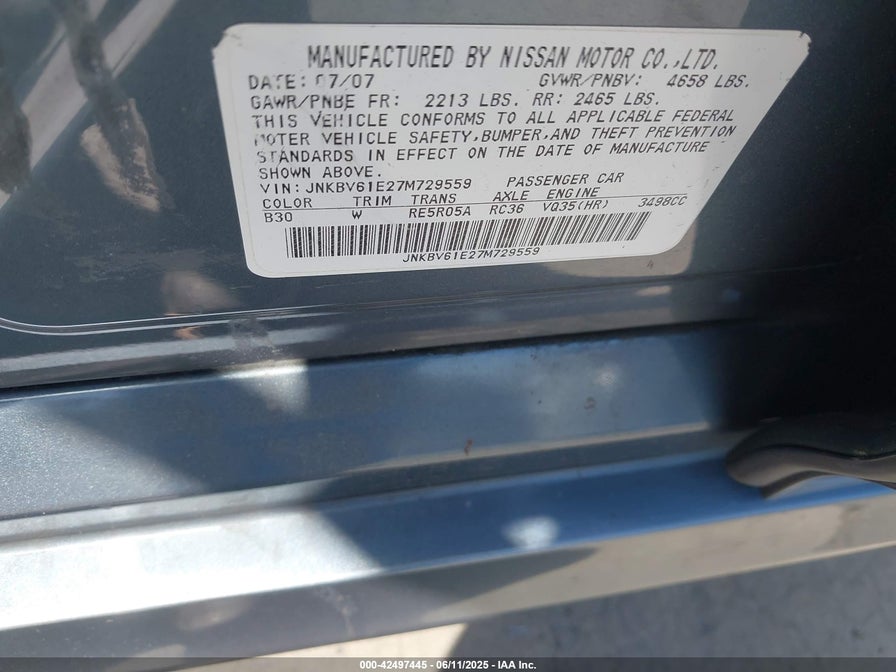 MANUFACTURED BY NISSAN MOTOR CO.,LTD.
DATE: 07/07 GVWR/PNBV: 4658 LBS.
GAWR/PNBE FR: 2213 LBS. RR: 2465 LBS.
THIS VEHICLE CONFORMS TO ALL APPLICABLE FEDERAL
MOTER VEHICLE SAFETY,BUMPER,AND THEFT PREVENTION
STANDARDS IN EFFECT ON THE DATE OF MANUFACTURE
SHOWN ABOVE.
VIN: JNKBV61E27M729559 PASSENGER CAR
COLOR TRIM TRANS AXLE ENGINE
B30 W RE5R05A RC36 VQ35(HR) 3498CC
JNKBV61E27M729559
000-42497445 - 06/11/2025 - IAA Inc.